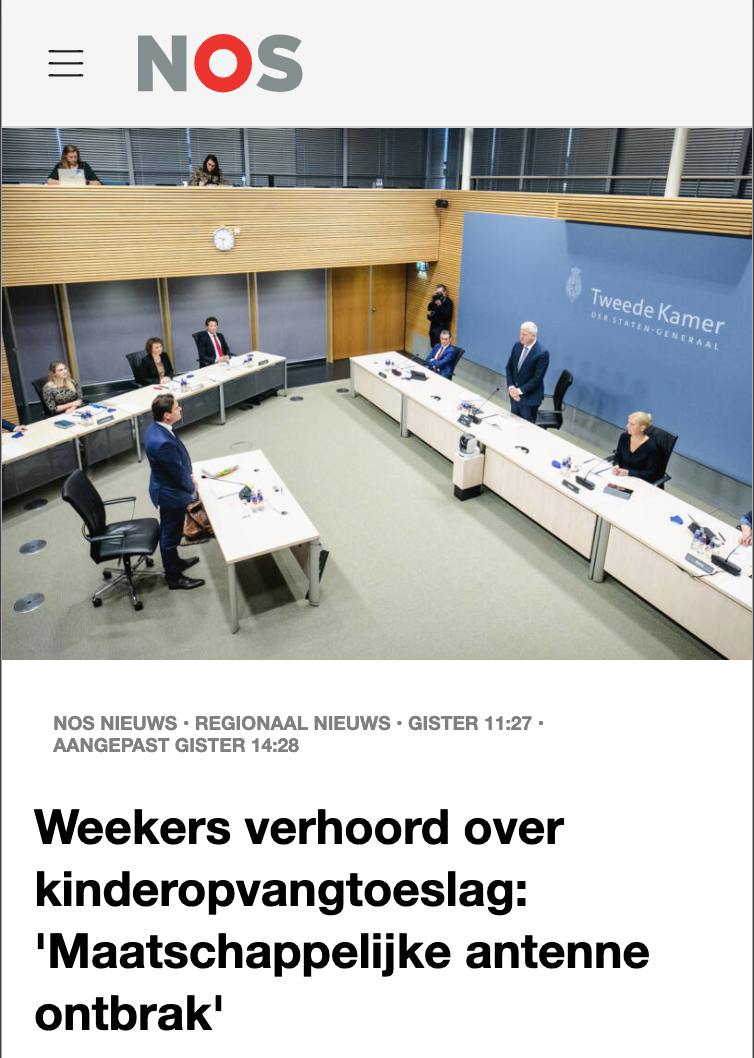 NOS
Tweede Kamer
DER STATEN-GENERAAL
NOS NIEUWS • REGIONAAL NIEUWS • GISTER 11:27 •
AANGEPAST GISTER 14:28
Weekers verhoord over
kinderopvangtoeslag:
'Maatschappelijke antenne
ontbrak'